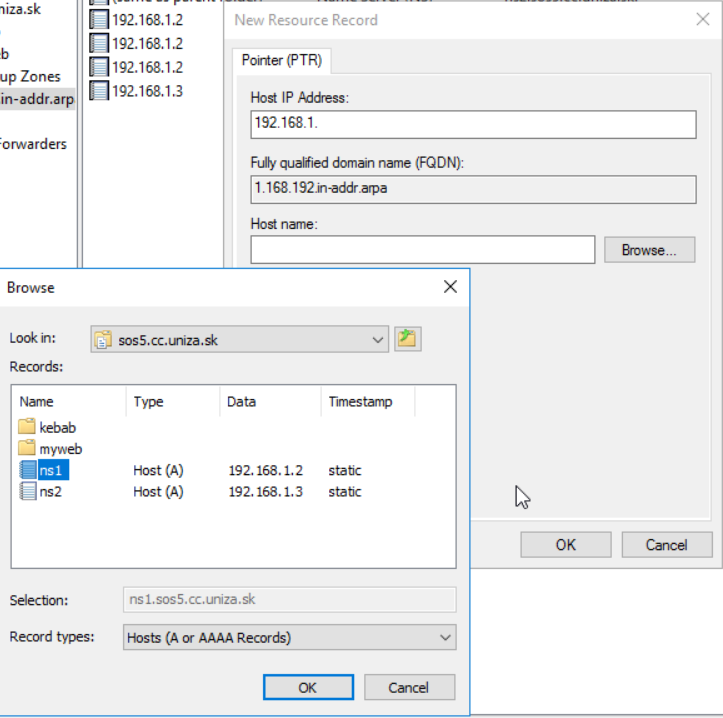 niza.sk
192.168.1.2
192.168.1.2
192.168.1.2
192.168.1.3
b
up Zones
in-addr.arp
Forwarders
New Resource Record
Pointer (PTR)
Host IP Address:
192.168.1.
Fully qualified domain name (FQDN):
1.168.192.in-addr.arpa
Host name:
Browse...
OK Cancel
Browse
Look in: sos5.cc.uniza.sk
Records:
Name Type Data Timestamp
kebab
myweb
ns1 Host (A) 192.168.1.2 static
ns2 Host (A) 192.168.1.3 static
Selection: ns1.sos5.cc.uniza.sk
Record types: Hosts (A or AAAA Records)
OK Cancel